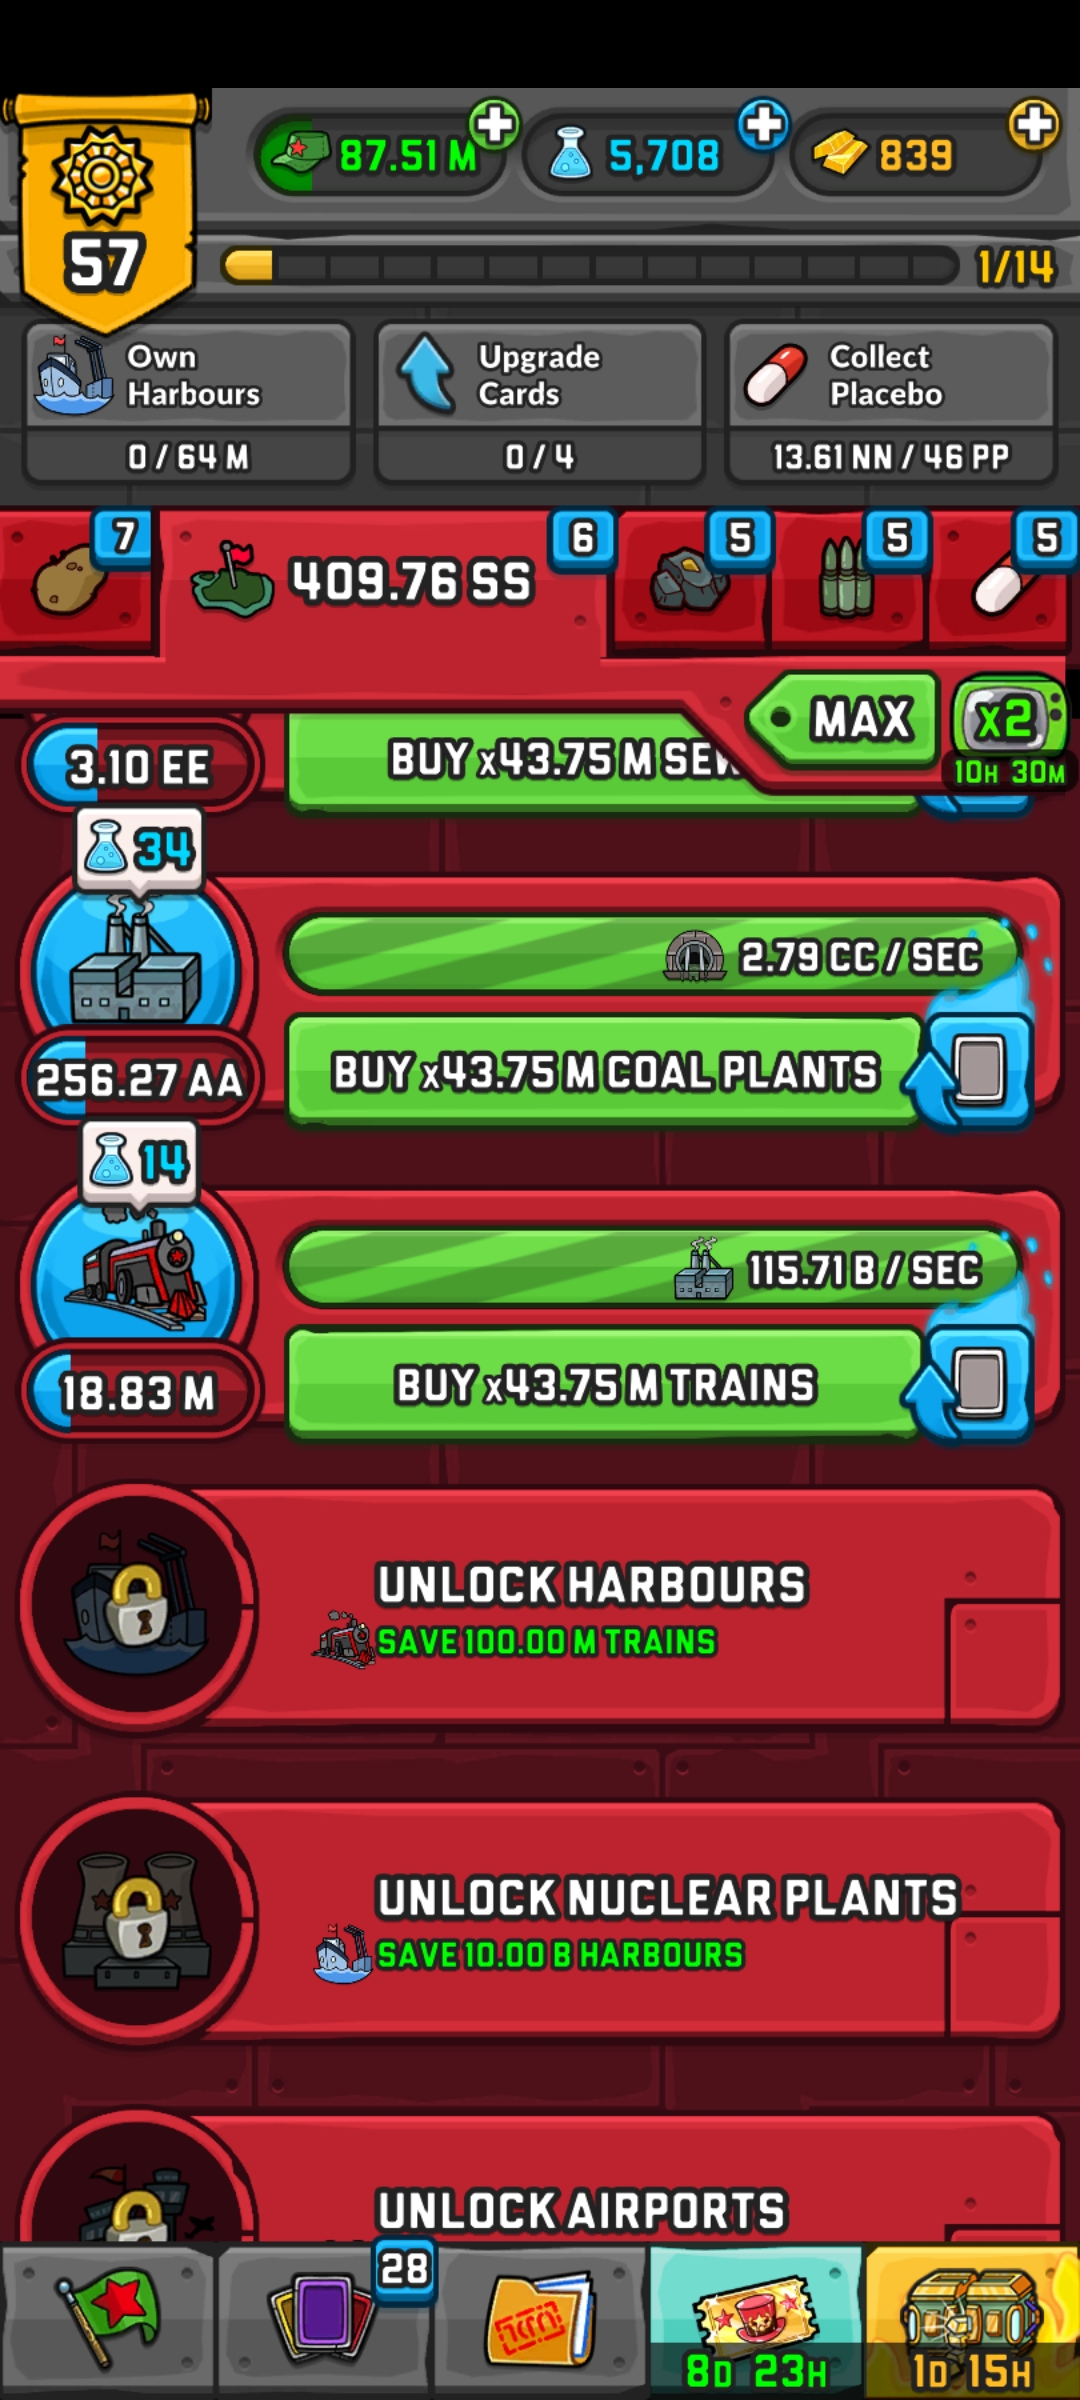 57
87.51 M
5,708
839
1/14
Own
Harbours
0 / 64 M
Upgrade
Cards
0 / 4
Collect
Placebo
13.61 NN / 46 PP
7
409.76 SS
6
5
5
5
MAX
x2
10H 30M
3.10 EE
BUY x43.75 M
34
2.79 CC / SEC
256.27 AA
BUY x43.75 M COAL PLANTS
14
115.71 B / SEC
18.83 M
BUY x43.75 M TRAINS
UNLOCK HARBOURS
SAVE 100.00 M TRAINS
UNLOCK NUCLEAR PLANTS
SAVE 10.00 B HARBOURS
UNLOCK AIRPORTS
28
8D 23H
1D 15H